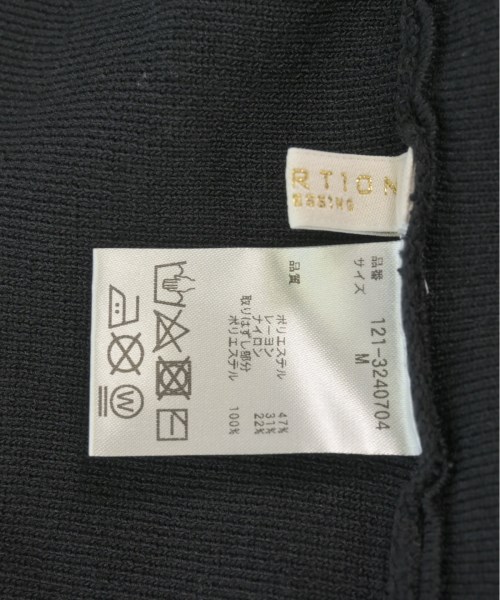 RTION
品番 121-3240704
サイズ M
品質
ポリエステル 47%
レーヨン 31%
ナイロン 22%
取りはずし部分
ポリエステル 100%
W